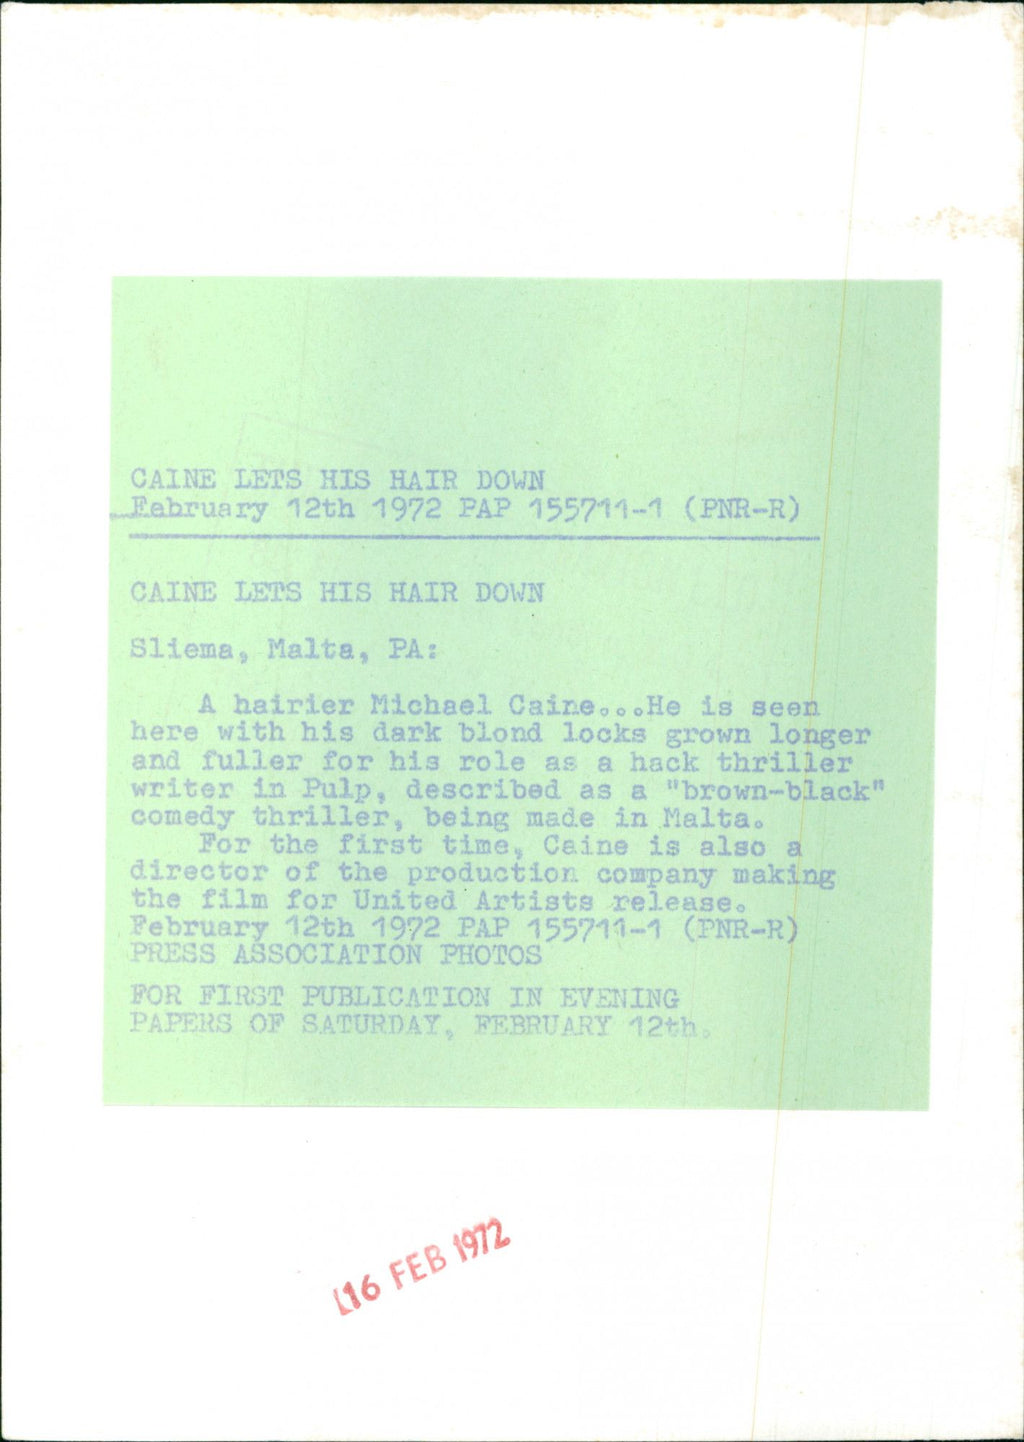 CAINE LETS HIS HAIR DOWN
February 12th 1972 PAP 155711-1 (PNR-R)
CAINE LETS HIS HAIR DOWN
Sliema, Malta, PA:
A hairier Michael Caine...He is seen
here with his dark blond locks grown longer
and fuller for his role as a hack thriller
writer in Pulp, described as a "brown-black"
comedy thriller, being made in Malta.
For the first time, Caine is also a
director of the production company making
the film for United Artists release.
February 12th 1972 PAP 155711-1 (PNR-R)
PRESS ASSOCIATION PHOTOS
FOR FIRST PUBLICATION IN EVENING
PAPERS OF SATURDAY, FEBRUARY 12th.
16 FEB 1972